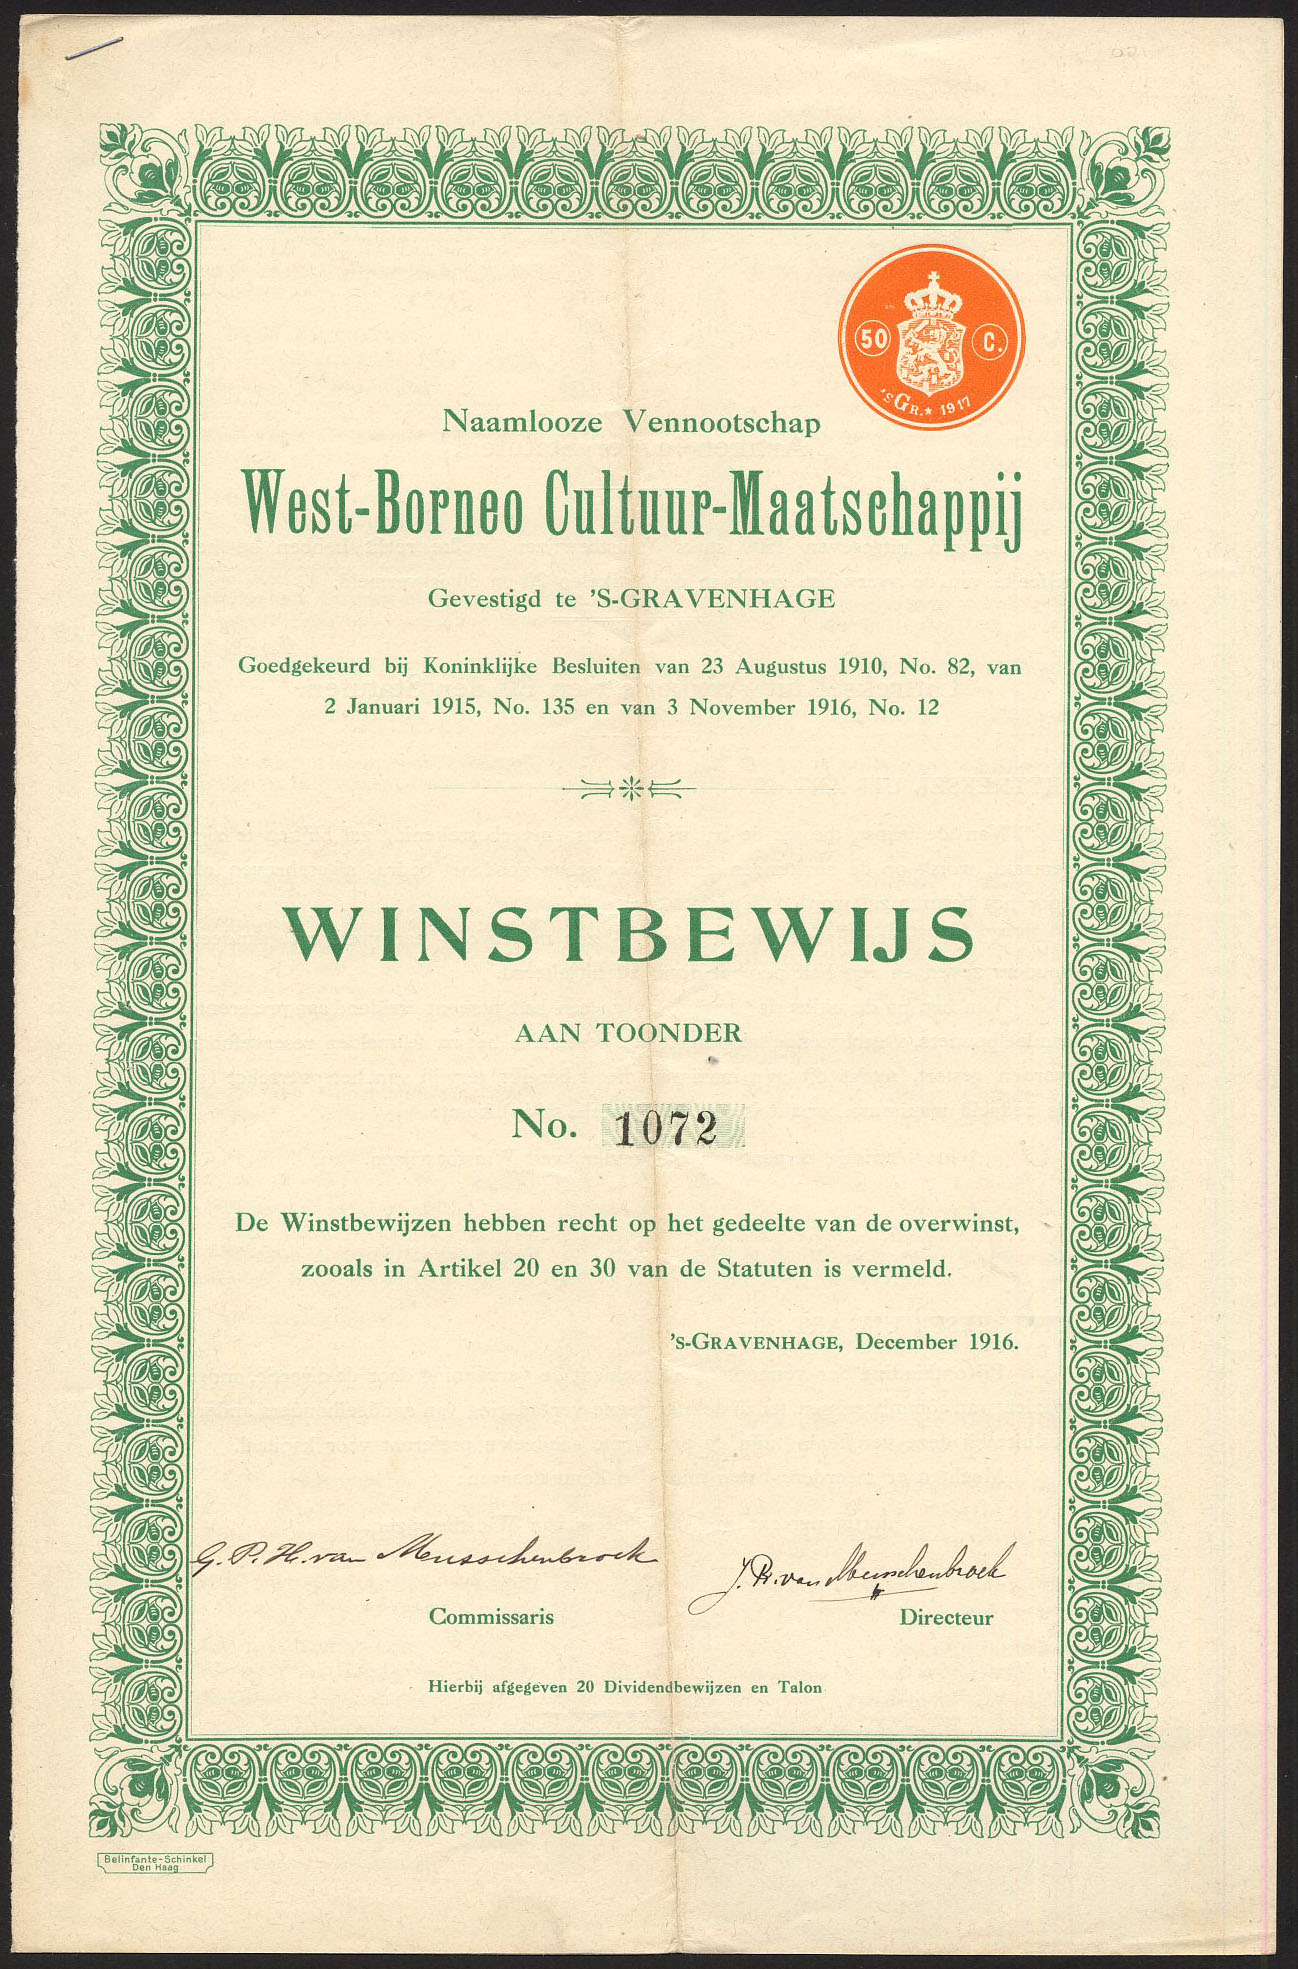 50 C.
'sGR.★ 1917
Naamlooze Vennootschap
West-Borneo Cultuur-Maatschappij
Gevestigd te 'S-GRAVENHAGE
Goedgekeurd bij Koninklijke Besluiten van 23 Augustus 1910, No. 82, van
2 Januari 1915, No. 135 en van 3 November 1916, No. 12
WINSTBEWIJS
AAN TOONDER
No. 1072
De Winstbewijzen hebben recht op het gedeelte van de overwinst,
zooals in Artikel 20 en 30 van de Statuten is vermeld.
'S-GRAVENHAGE, December 1916.
G. P. H. van Musschenbroek
J. Pr. van Musschenbroek
Commissaris
Directeur
Hierbij afgegeven 20 Dividendbewijzen en Talon
Belinfante-Schinkel
Den Haag